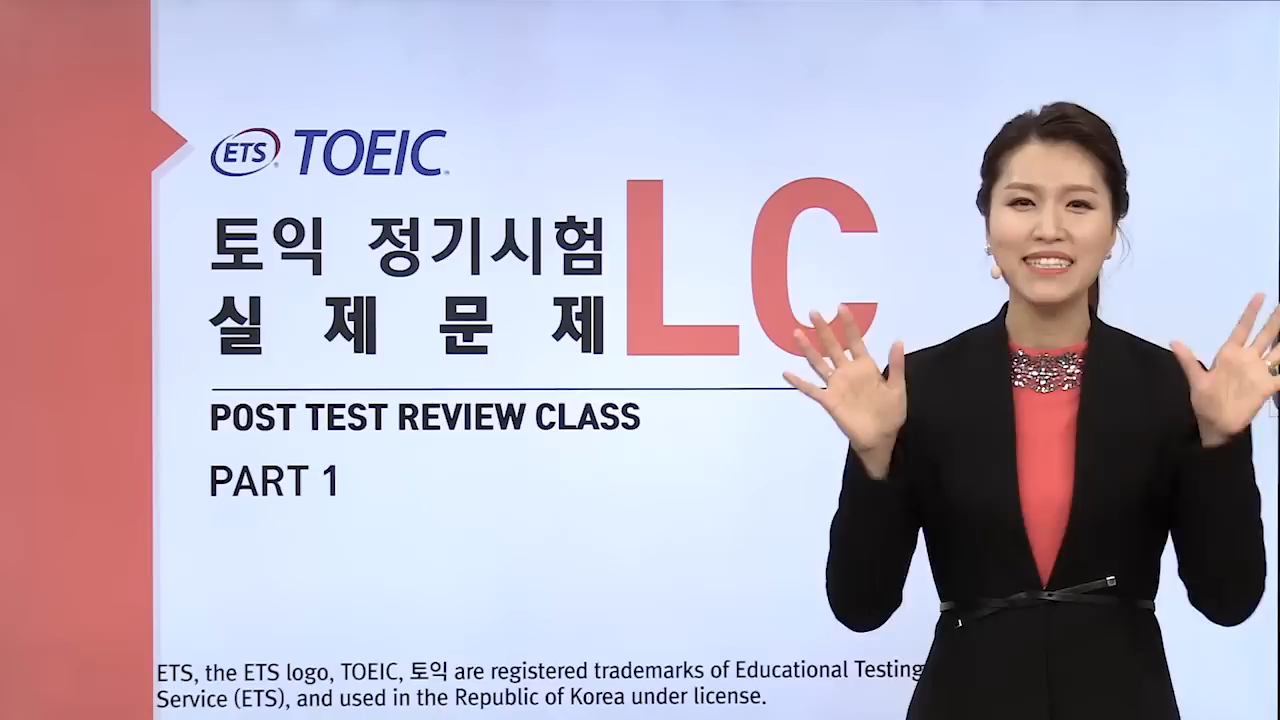 ETS® TOEIC™
토익 정기시험
실제문제
LC
POST TEST REVIEW CLASS
PART 1
ETS, the ETS logo, TOEIC, 토익 are registered trademarks of Educational Testing
Service (ETS), and used in the Republic of Korea under license.